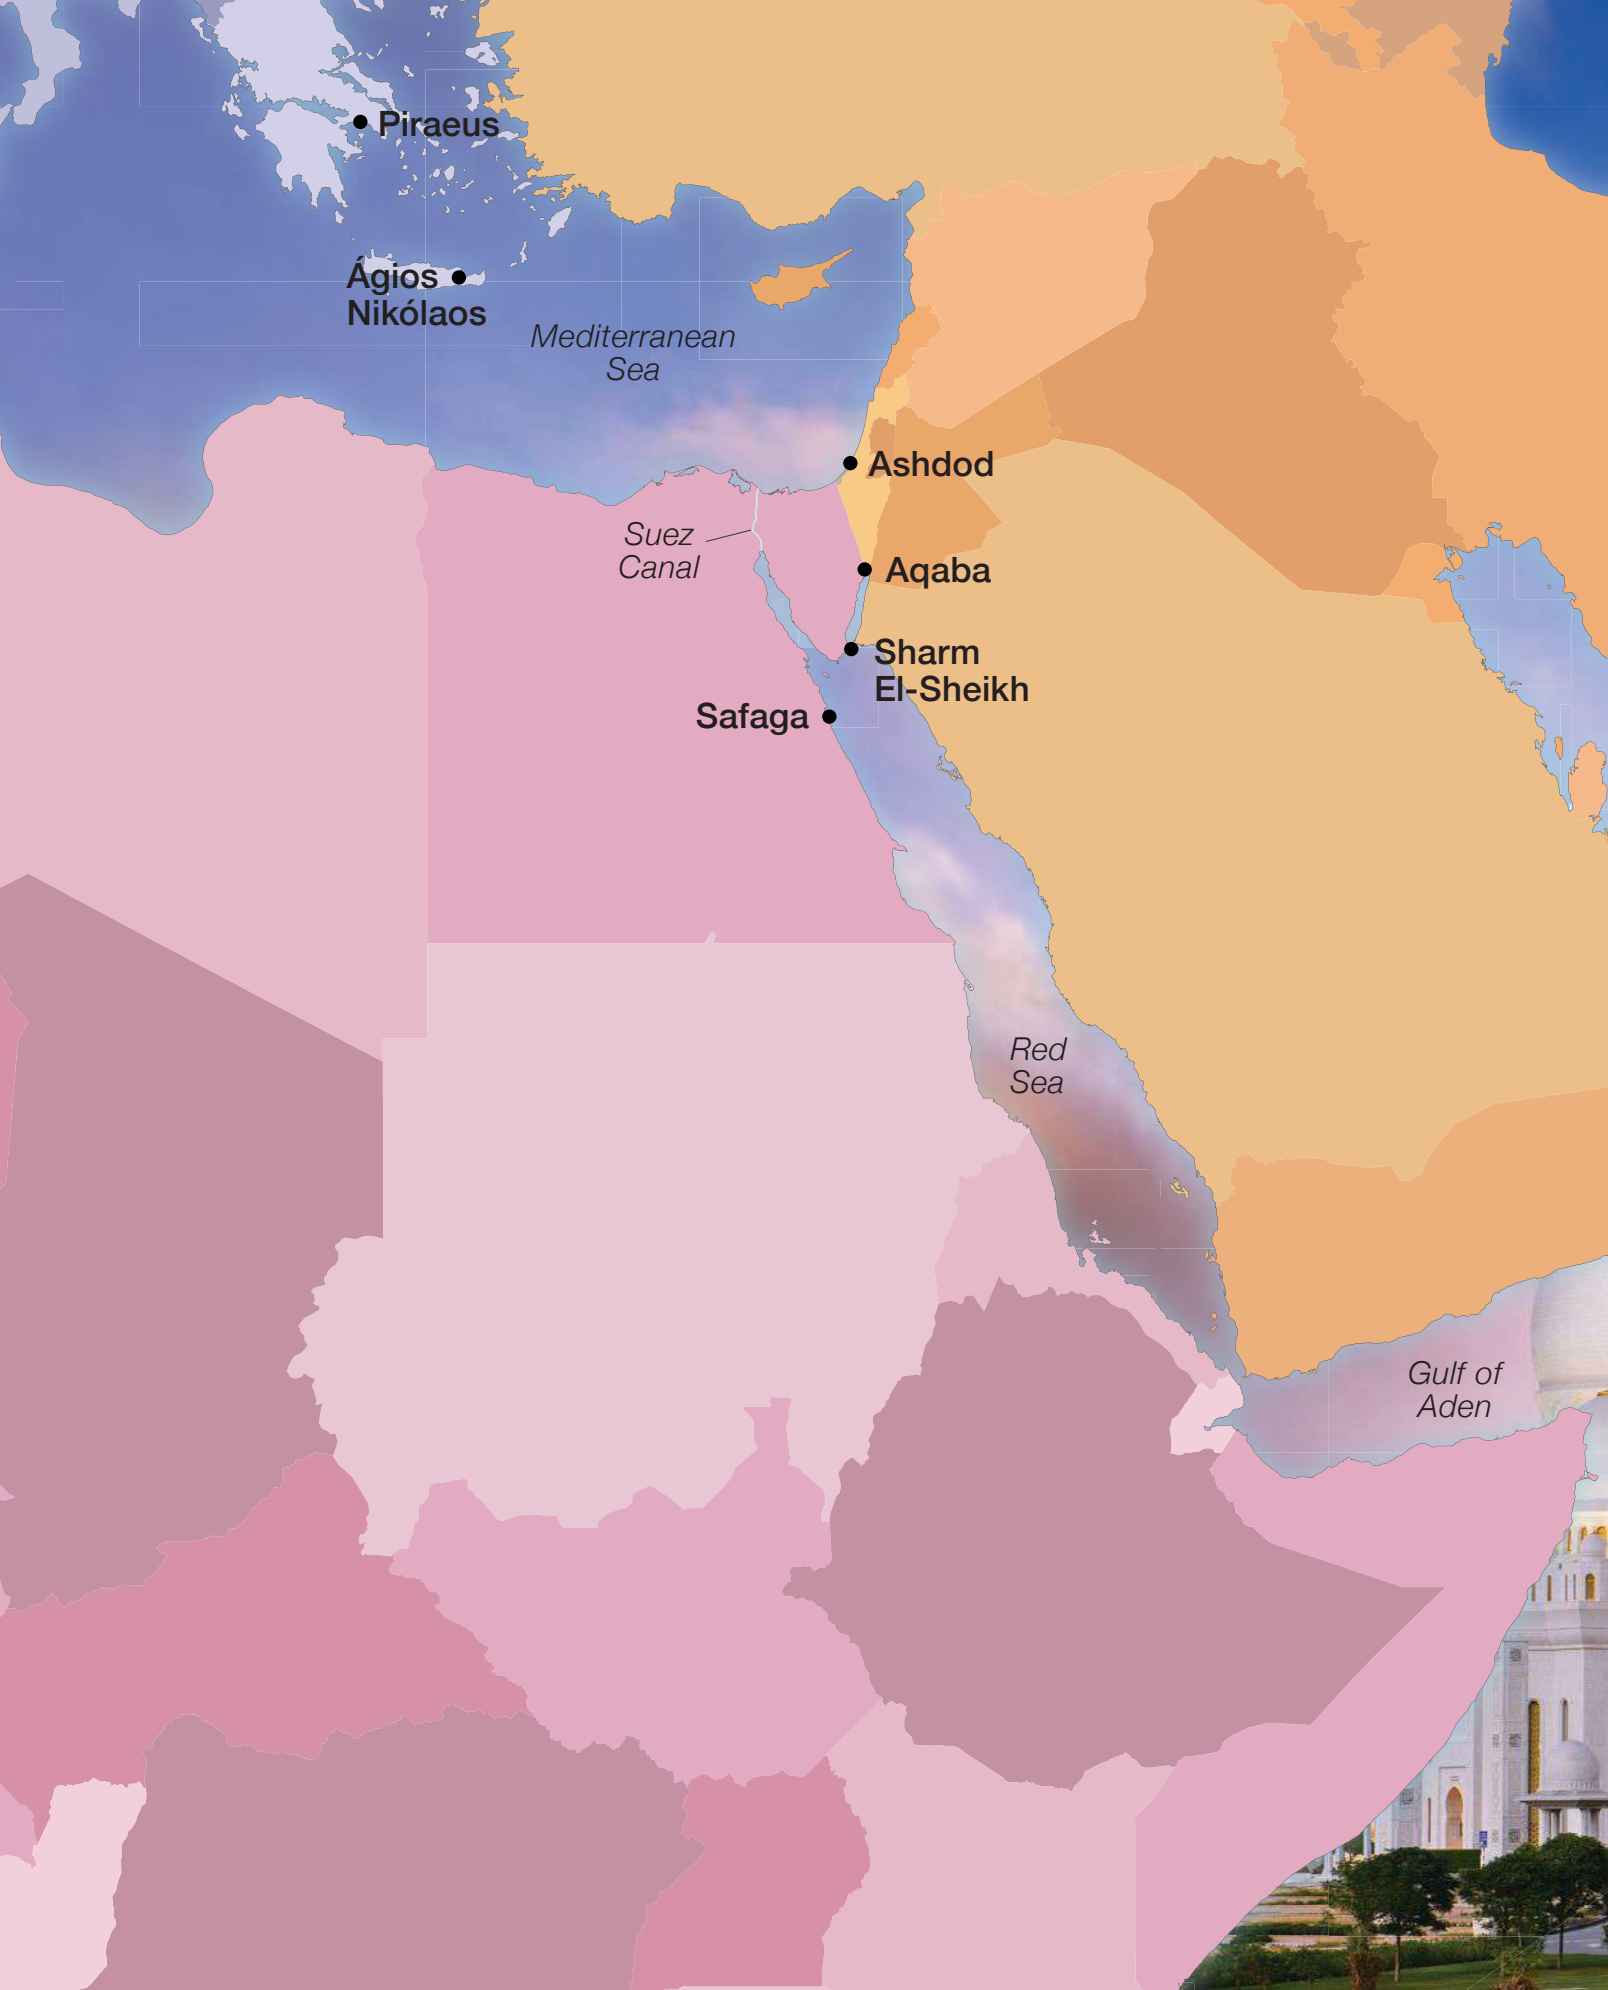 Piraeus
Ágios
Nikólaos
Mediterranean
Sea
Ashdod
Suez
Canal
Aqaba
Sharm
El-Sheikh
Safaga
Red
Sea
Gulf of
Aden